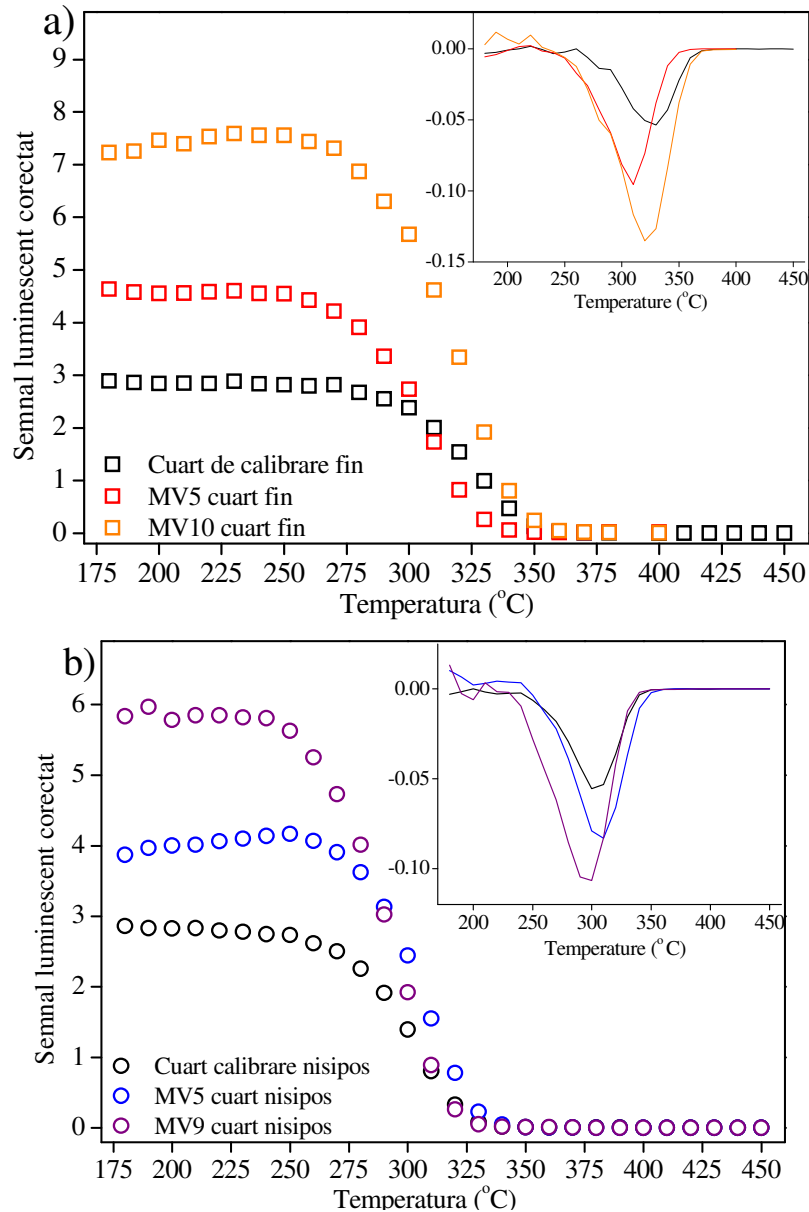 a)
Semnal luminescent corectat
9
8
7
6
5
4
3
2
1
0
Cuart de calibrare fin
MV5 cuart fin
MV10 cuart fin
175 200 225 250 275 300 325 350 375 400 425 450
Temperatura (°C)
0.00
-0.05
-0.10
-0.15
200 250 300 350 400 450
Temperature (°C)
b)
Semnal luminescent corectat
6
5
4
3
2
1
0
Cuart calibrare nisipos
MV5 cuart nisipos
MV9 cuart nisipos
175 200 225 250 275 300 325 350 375 400 425 450
Temperatura (°C)
0.00
-0.05
-0.10
200 250 300 350 400 450
Temperature (°C)